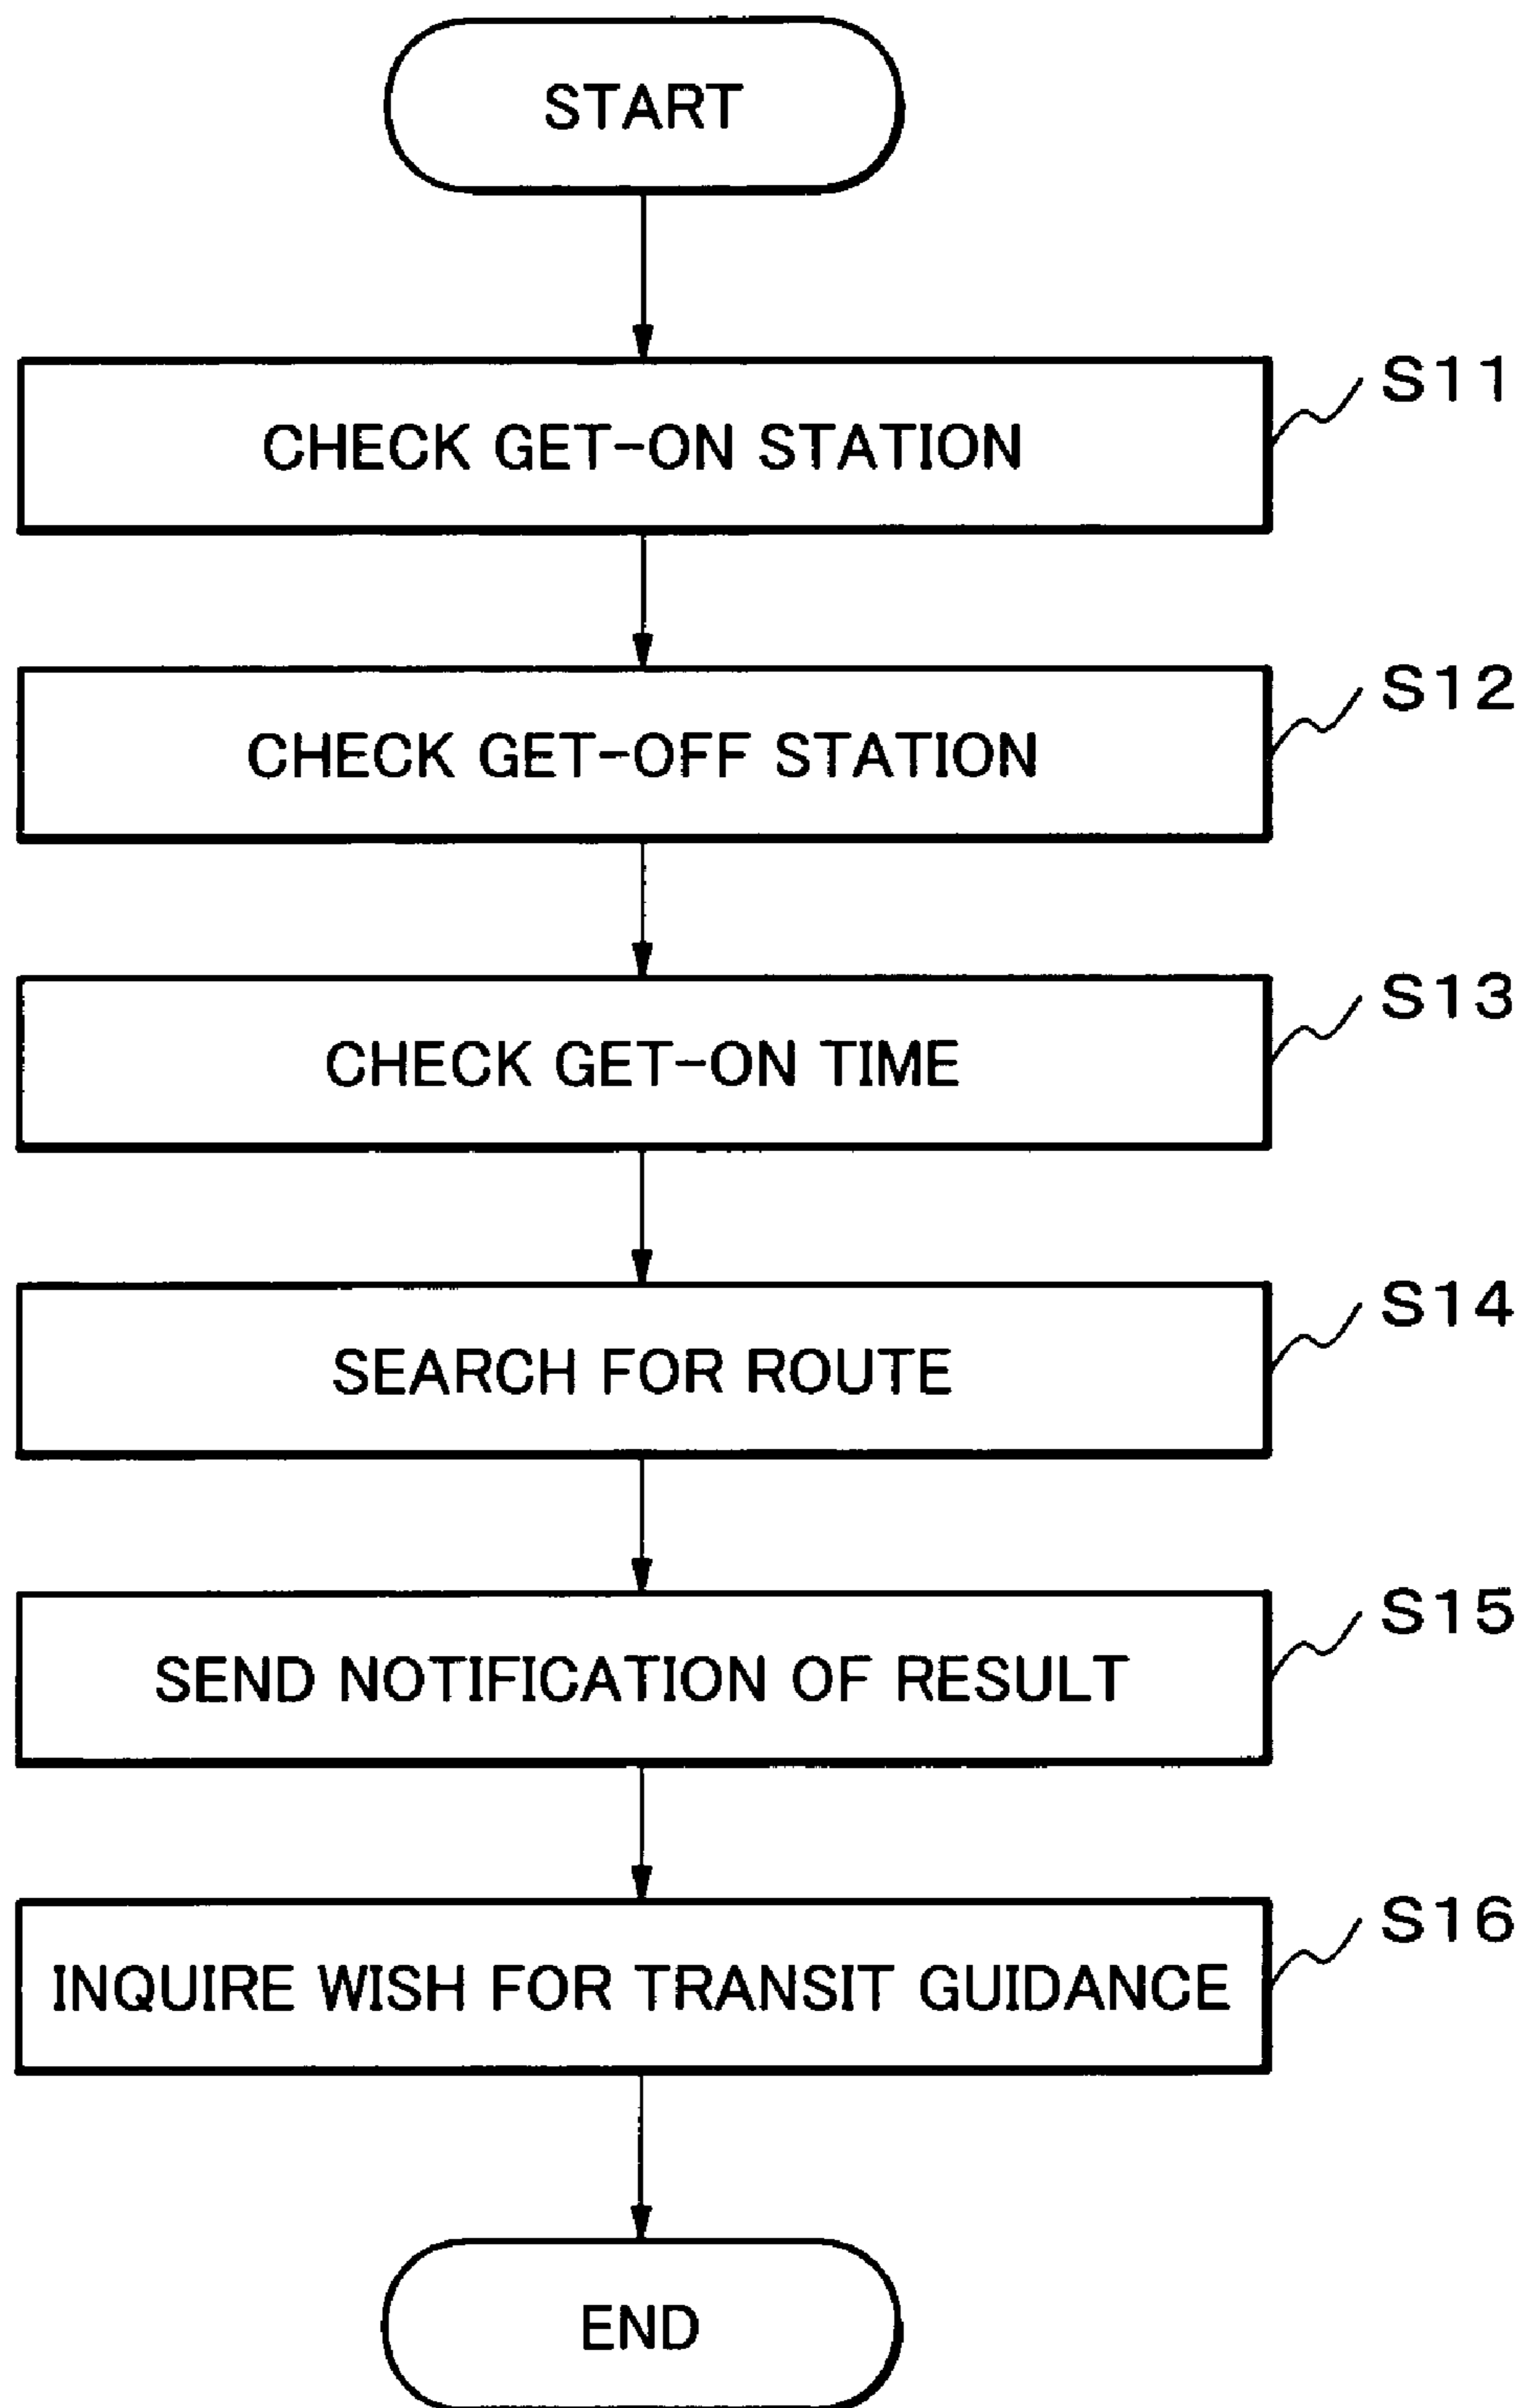 START
CHECK GET-ON STATION
S11
CHECK GET-OFF STATION
S12
CHECK GET-ON TIME
S13
SEARCH FOR ROUTE
S14
SEND NOTIFICATION OF RESULT
S15
INQUIRE WISH FOR TRANSIT GUIDANCE
S16
END